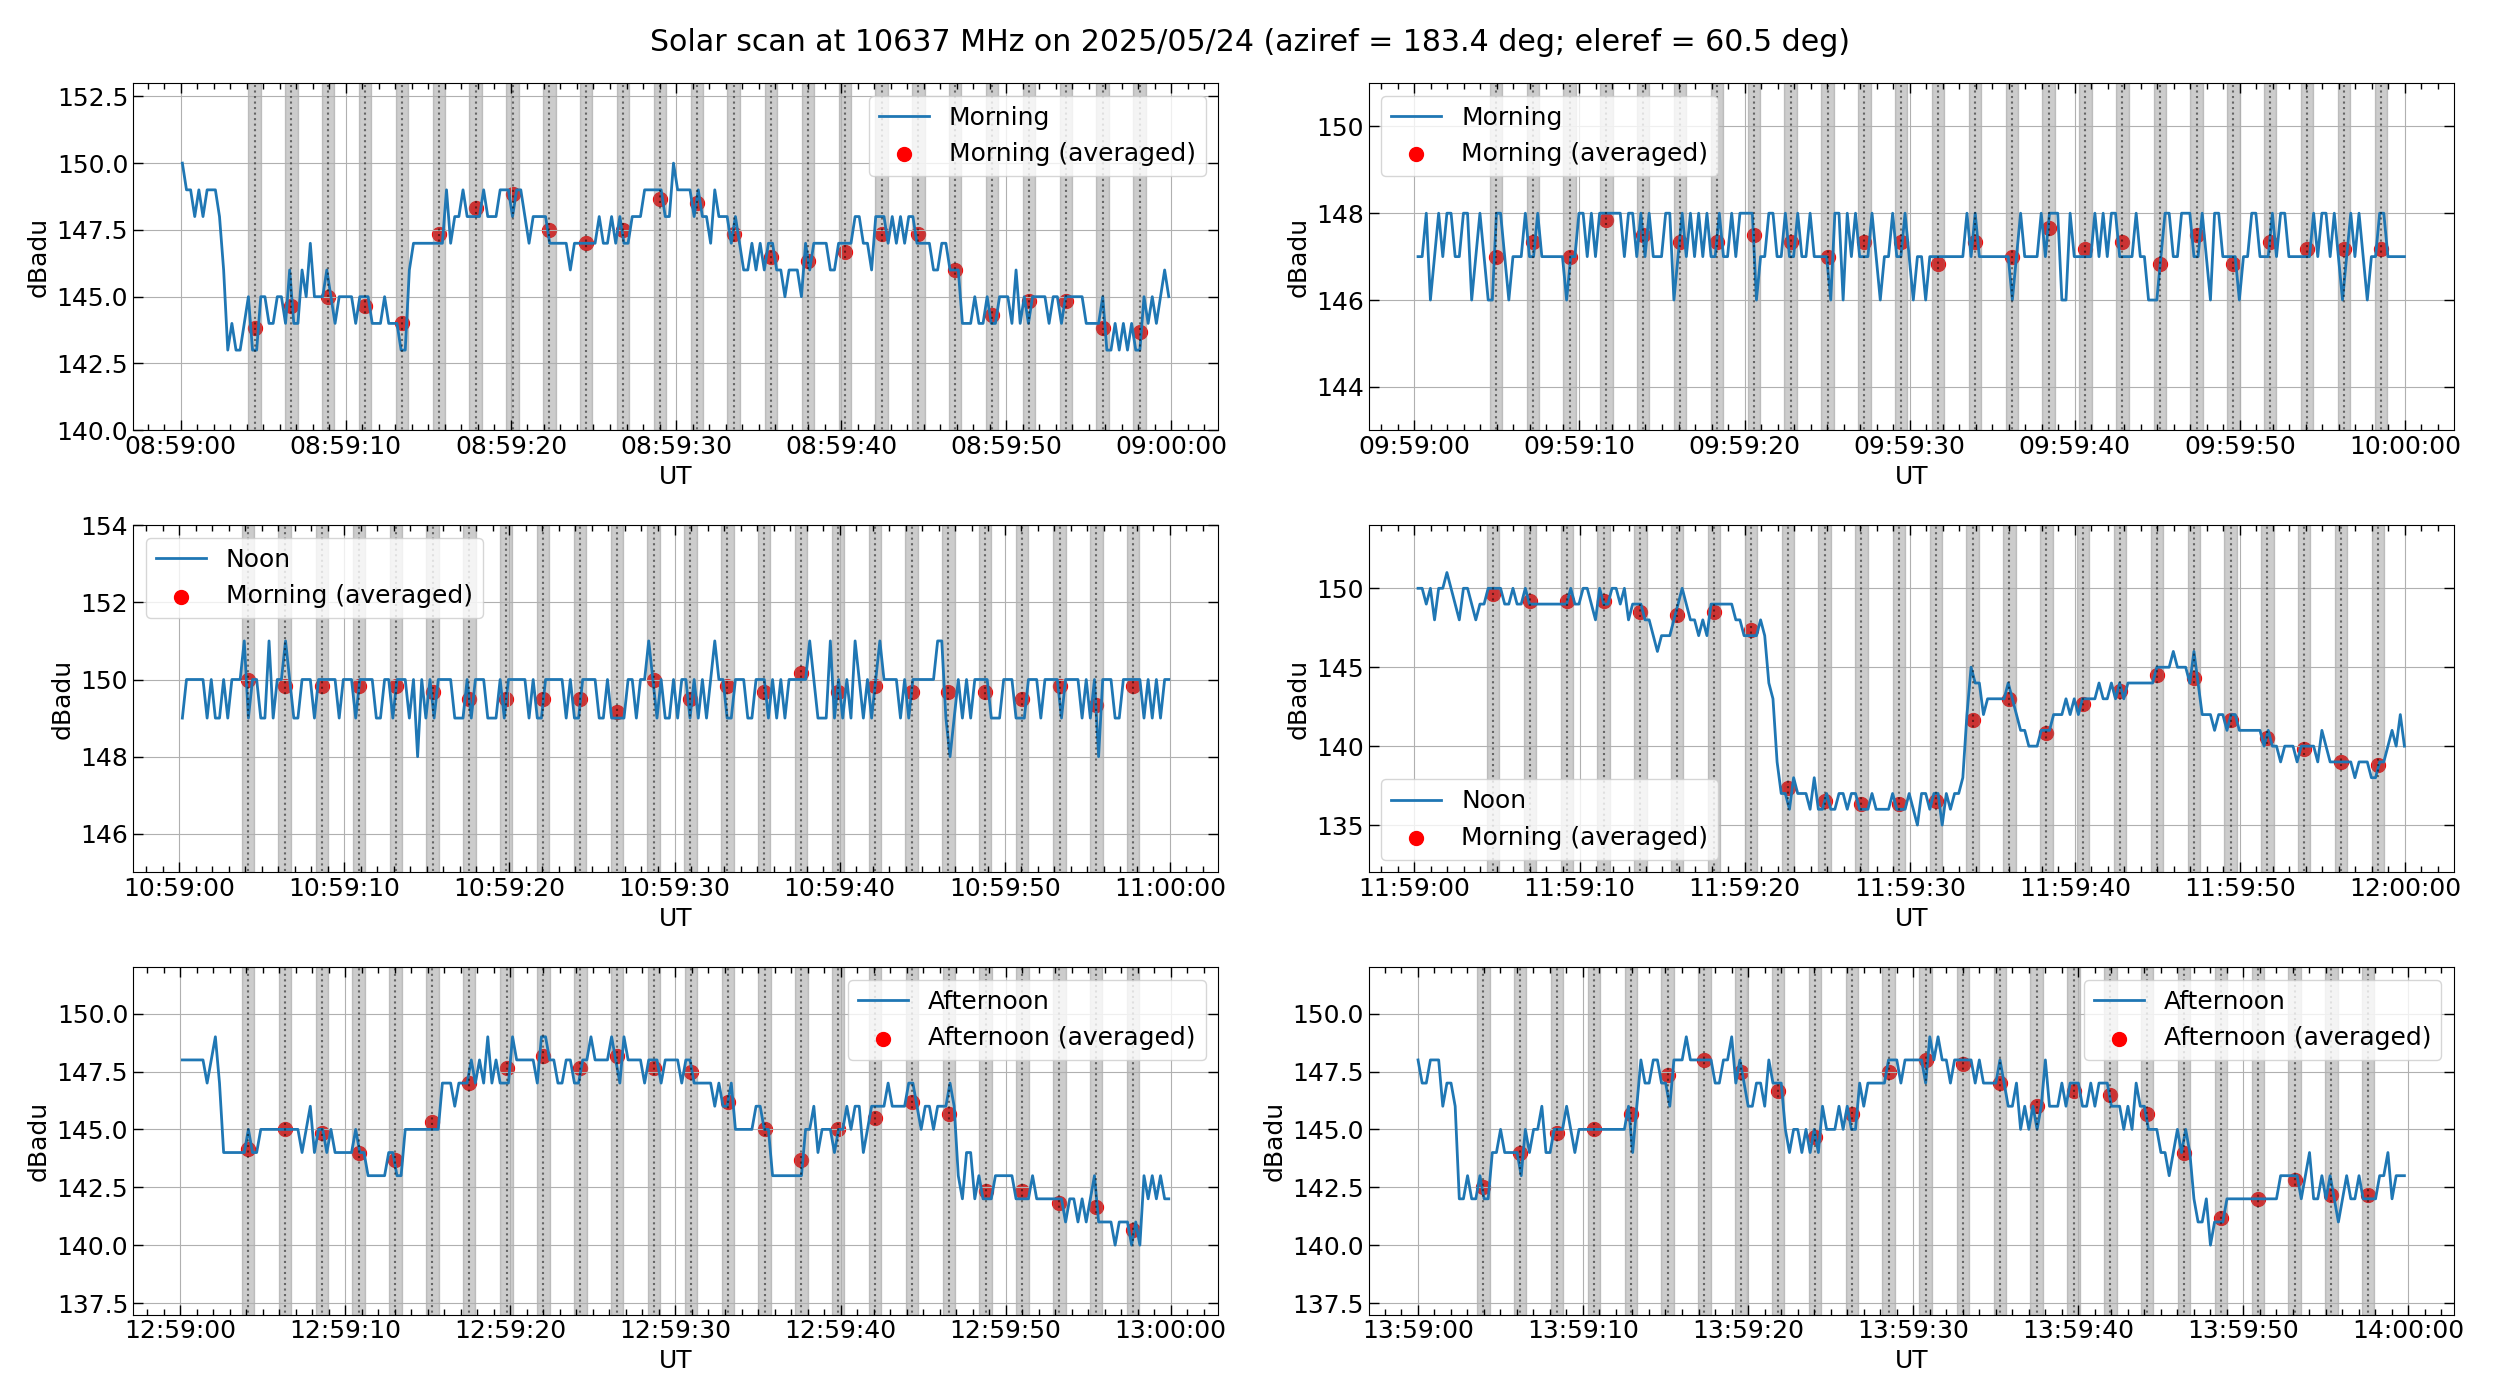 Solar scan at 10637 MHz on 2025/05/24 (aziref = 183.4 deg; eleref = 60.5 deg)
152.5
150.0
147.5
145.0
142.5
140.0
dBadu
Morning
Morning (averaged)
08:59:00 08:59:10 08:59:20 08:59:30 08:59:40 08:59:50 09:00:00
UT
150
148
146
144
dBadu
Morning
Morning (averaged)
09:59:00 09:59:10 09:59:20 09:59:30 09:59:40 09:59:50 10:00:00
UT
154
152
150
148
146
dBadu
Noon
Morning (averaged)
10:59:00 10:59:10 10:59:20 10:59:30 10:59:40 10:59:50 11:00:00
UT
150
145
140
135
dBadu
Noon
Morning (averaged)
11:59:00 11:59:10 11:59:20 11:59:30 11:59:40 11:59:50 12:00:00
UT
150.0
147.5
145.0
142.5
140.0
137.5
dBadu
Afternoon
Afternoon (averaged)
12:59:00 12:59:10 12:59:20 12:59:30 12:59:40 12:59:50 13:00:00
UT
150.0
147.5
145.0
142.5
140.0
137.5
dBadu
Afternoon
Afternoon (averaged)
13:59:00 13:59:10 13:59:20 13:59:30 13:59:40 13:59:50 14:00:00
UT